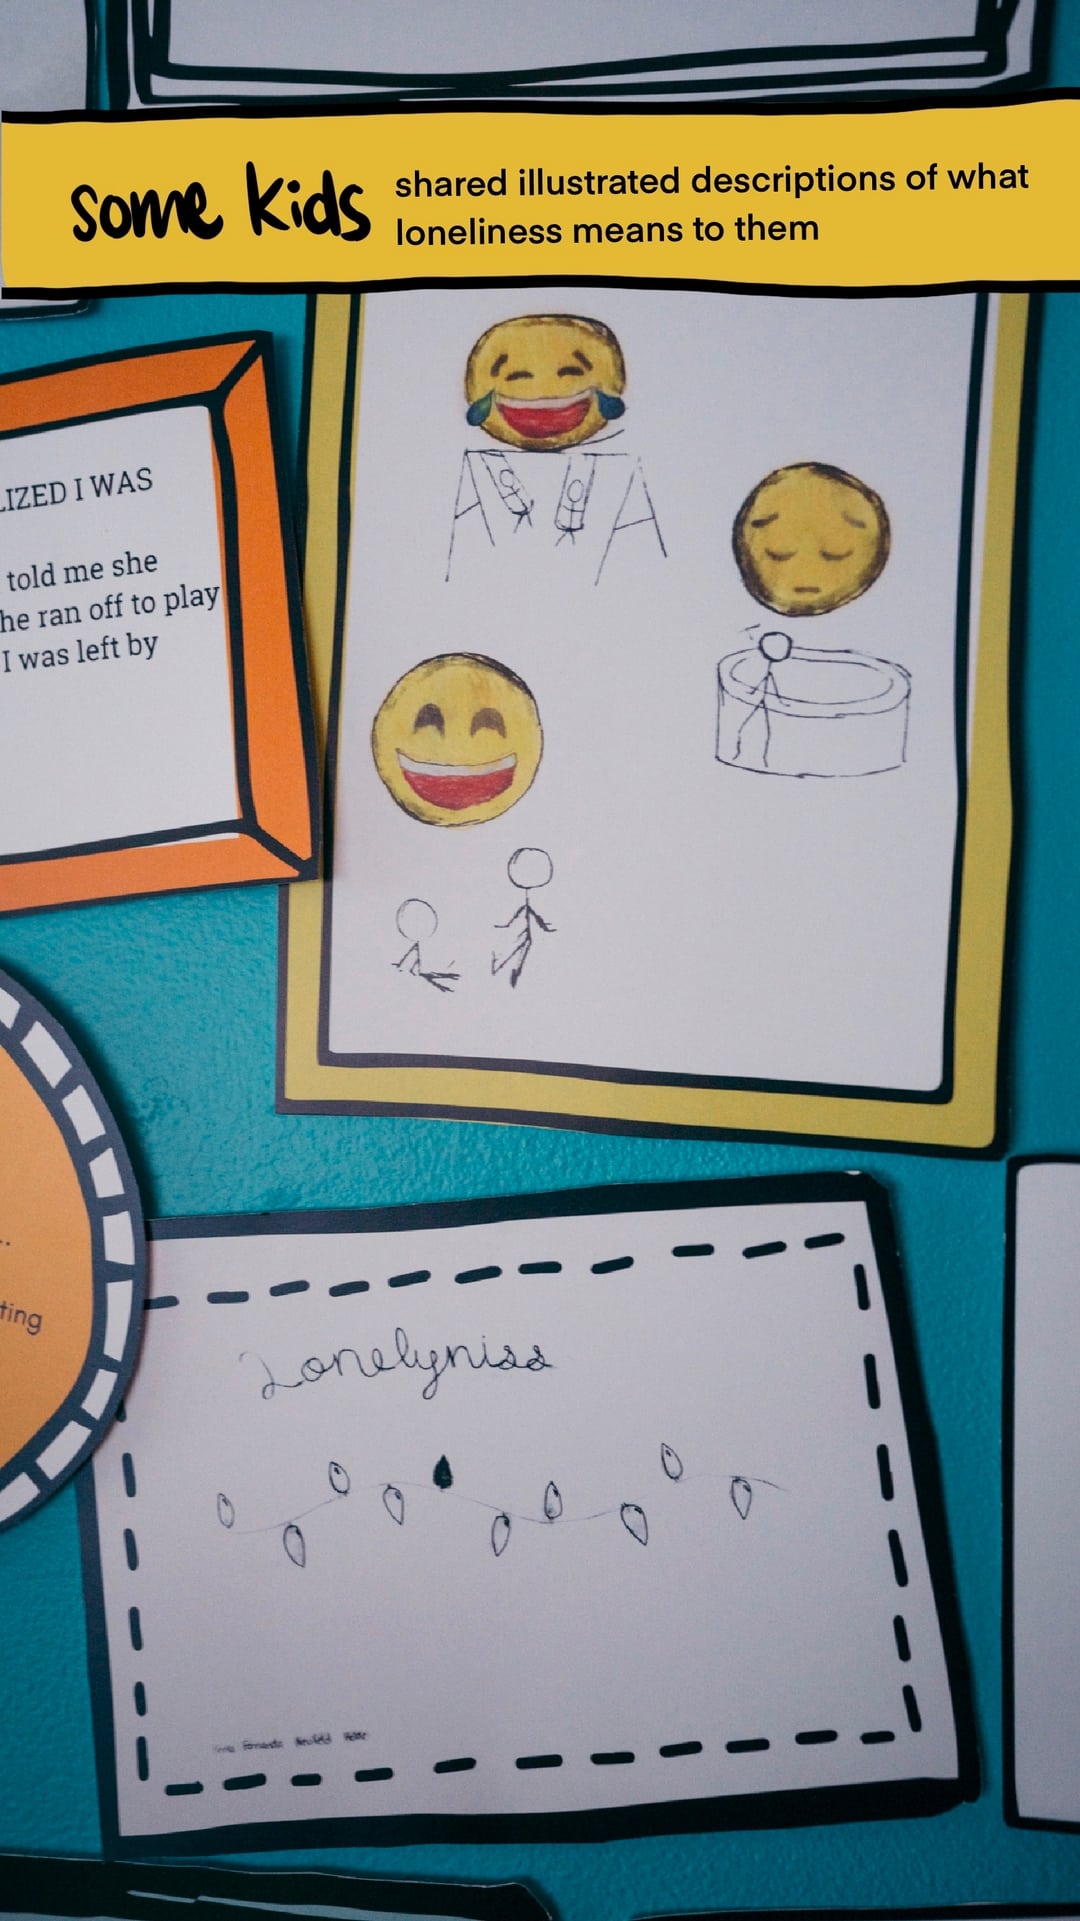 some kids
shared illustrated descriptions of what
loneliness means to them
LIZED I WAS
told me she
he ran off to play
I was left by
..
ting
Lonelyniss